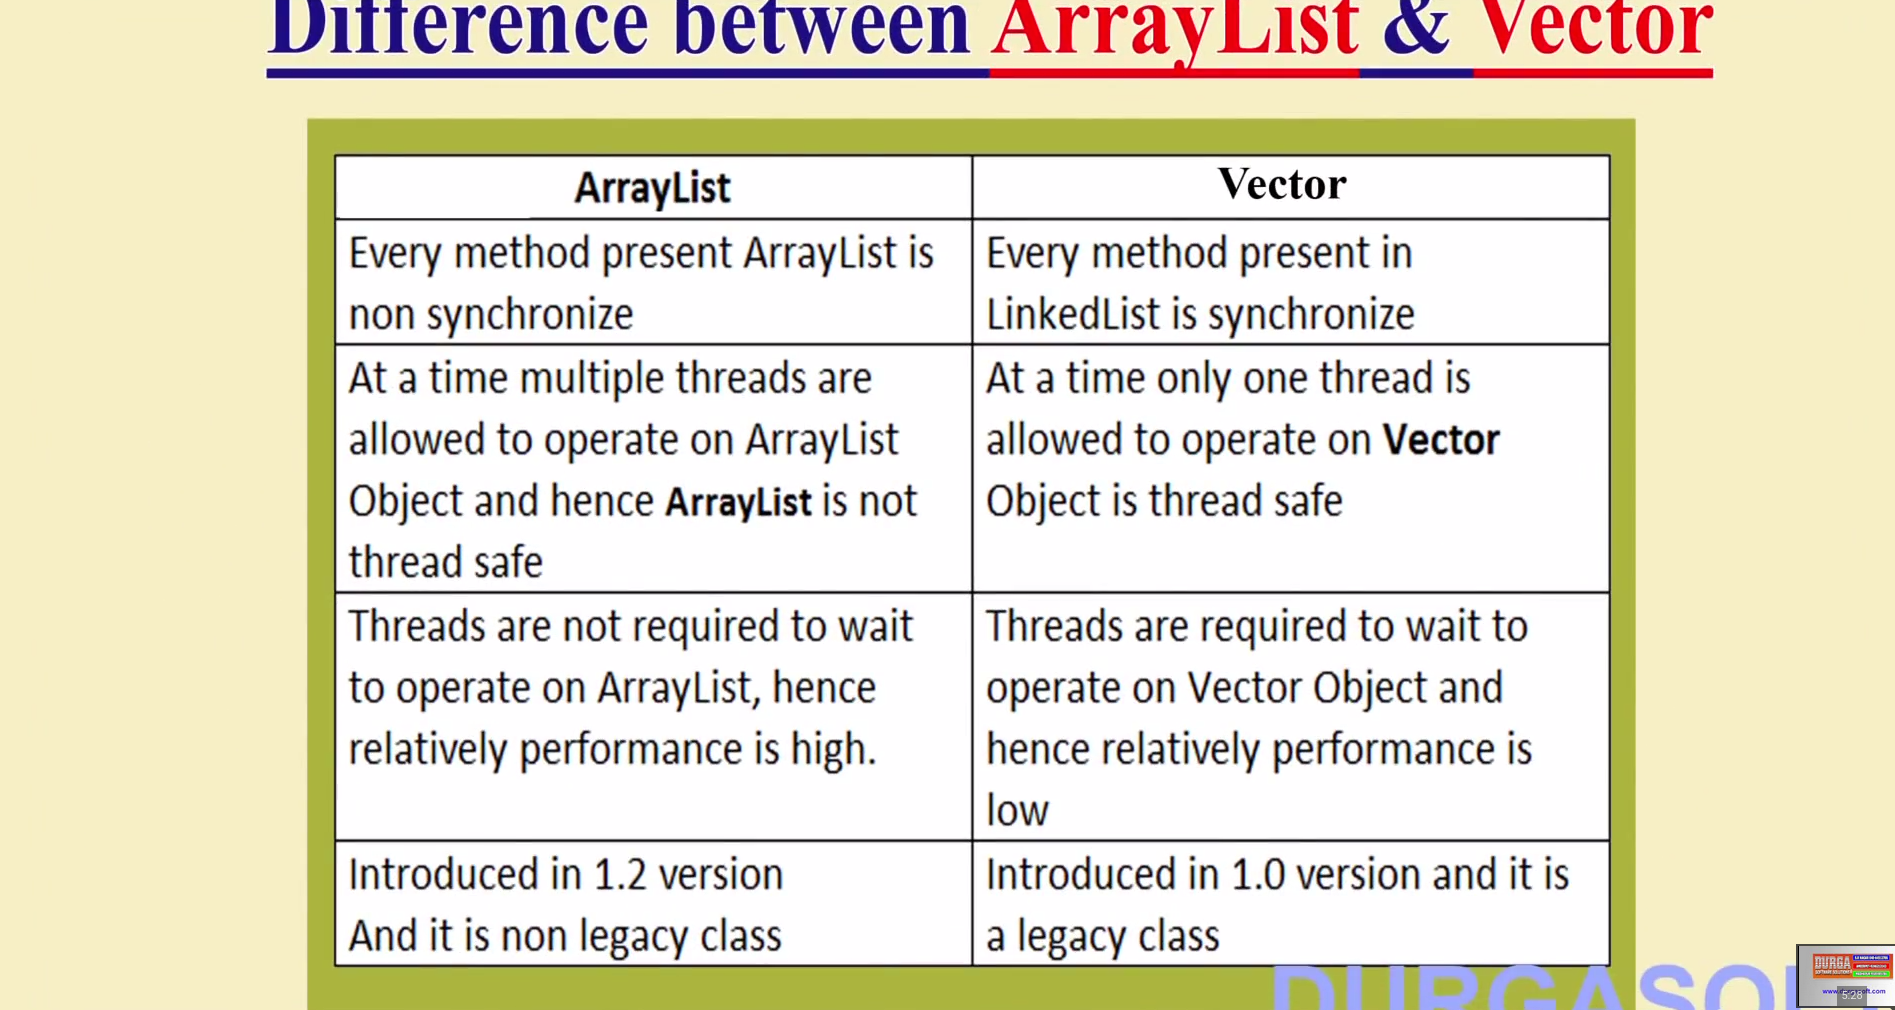 Difference between ArrayList & Vector
ArrayList
Vector
Every method present ArrayList is
non synchronize
Every method present in
LinkedList is synchronize
At a time multiple threads are
allowed to operate on ArrayList
Object and hence ArrayList is not
thread safe
At a time only one thread is
allowed to operate on Vector
Object is thread safe
Threads are not required to wait
to operate on ArrayList, hence
relatively performance is high.
Threads are required to wait to
operate on Vector Object and
hence relatively performance is
low
Introduced in 1.2 version
And it is non legacy class
Introduced in 1.0 version and it is
a legacy class
DURGASO
DURGA
5:28